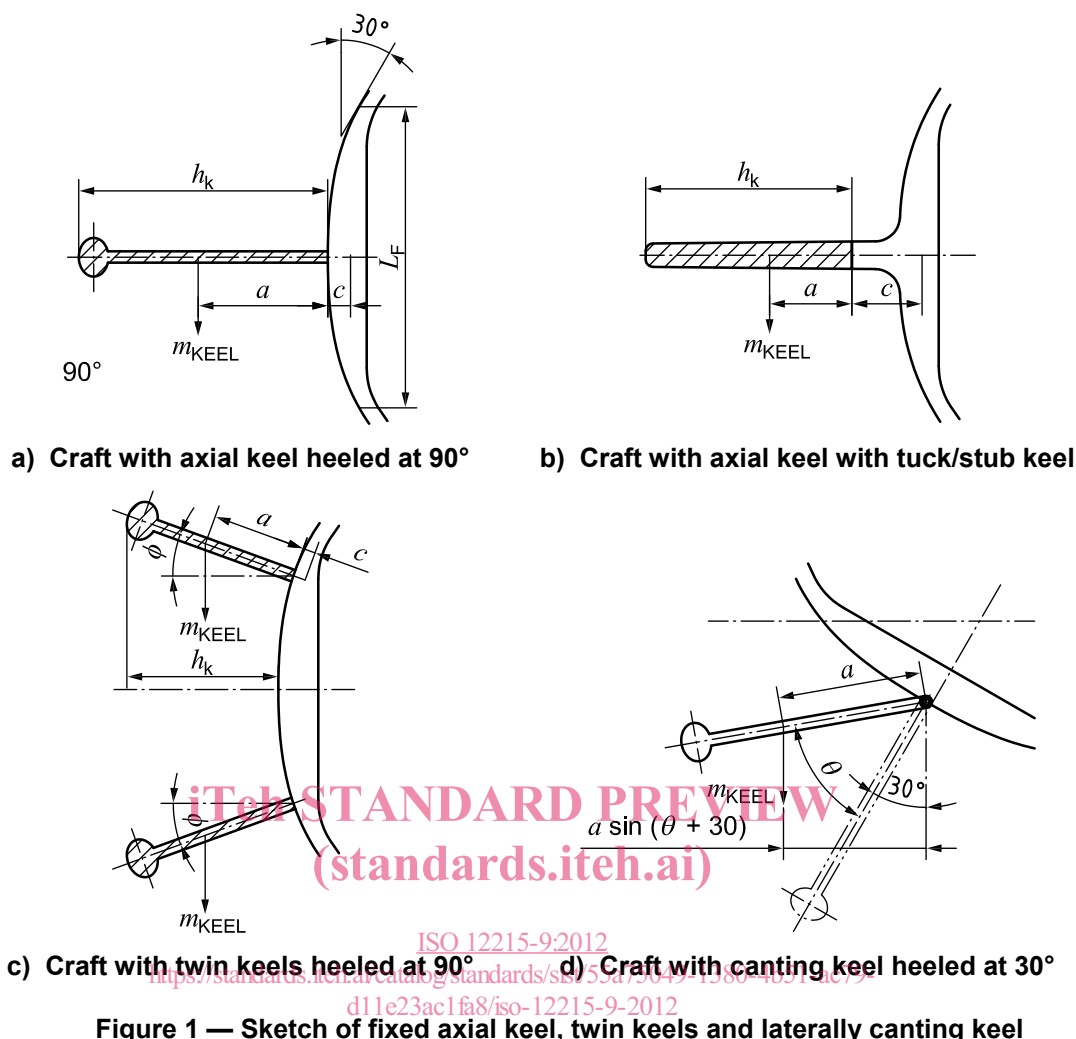 30°
h_k
L_F
a
c
m_KEEL
90°
a) Craft with axial keel heeled at 90°
h_k
a
c
m_KEEL
b) Craft with axial keel with tuck/stub keel
a
c
ϕ
m_KEEL
h_k
ϕ
m_KEEL
c) Craft with twin keels heeled at 90°
a
θ
30°
m_KEEL
a sin (θ + 30)
d) Craft with canting keel heeled at 30°
iTeh STANDARD PREVIEW
(standards.iteh.ai)
ISO 12215-9:2012
d11e23ac1fa8/iso-12215-9-2012
Figure 1 — Sketch of fixed axial keel, twin keels and laterally canting keel